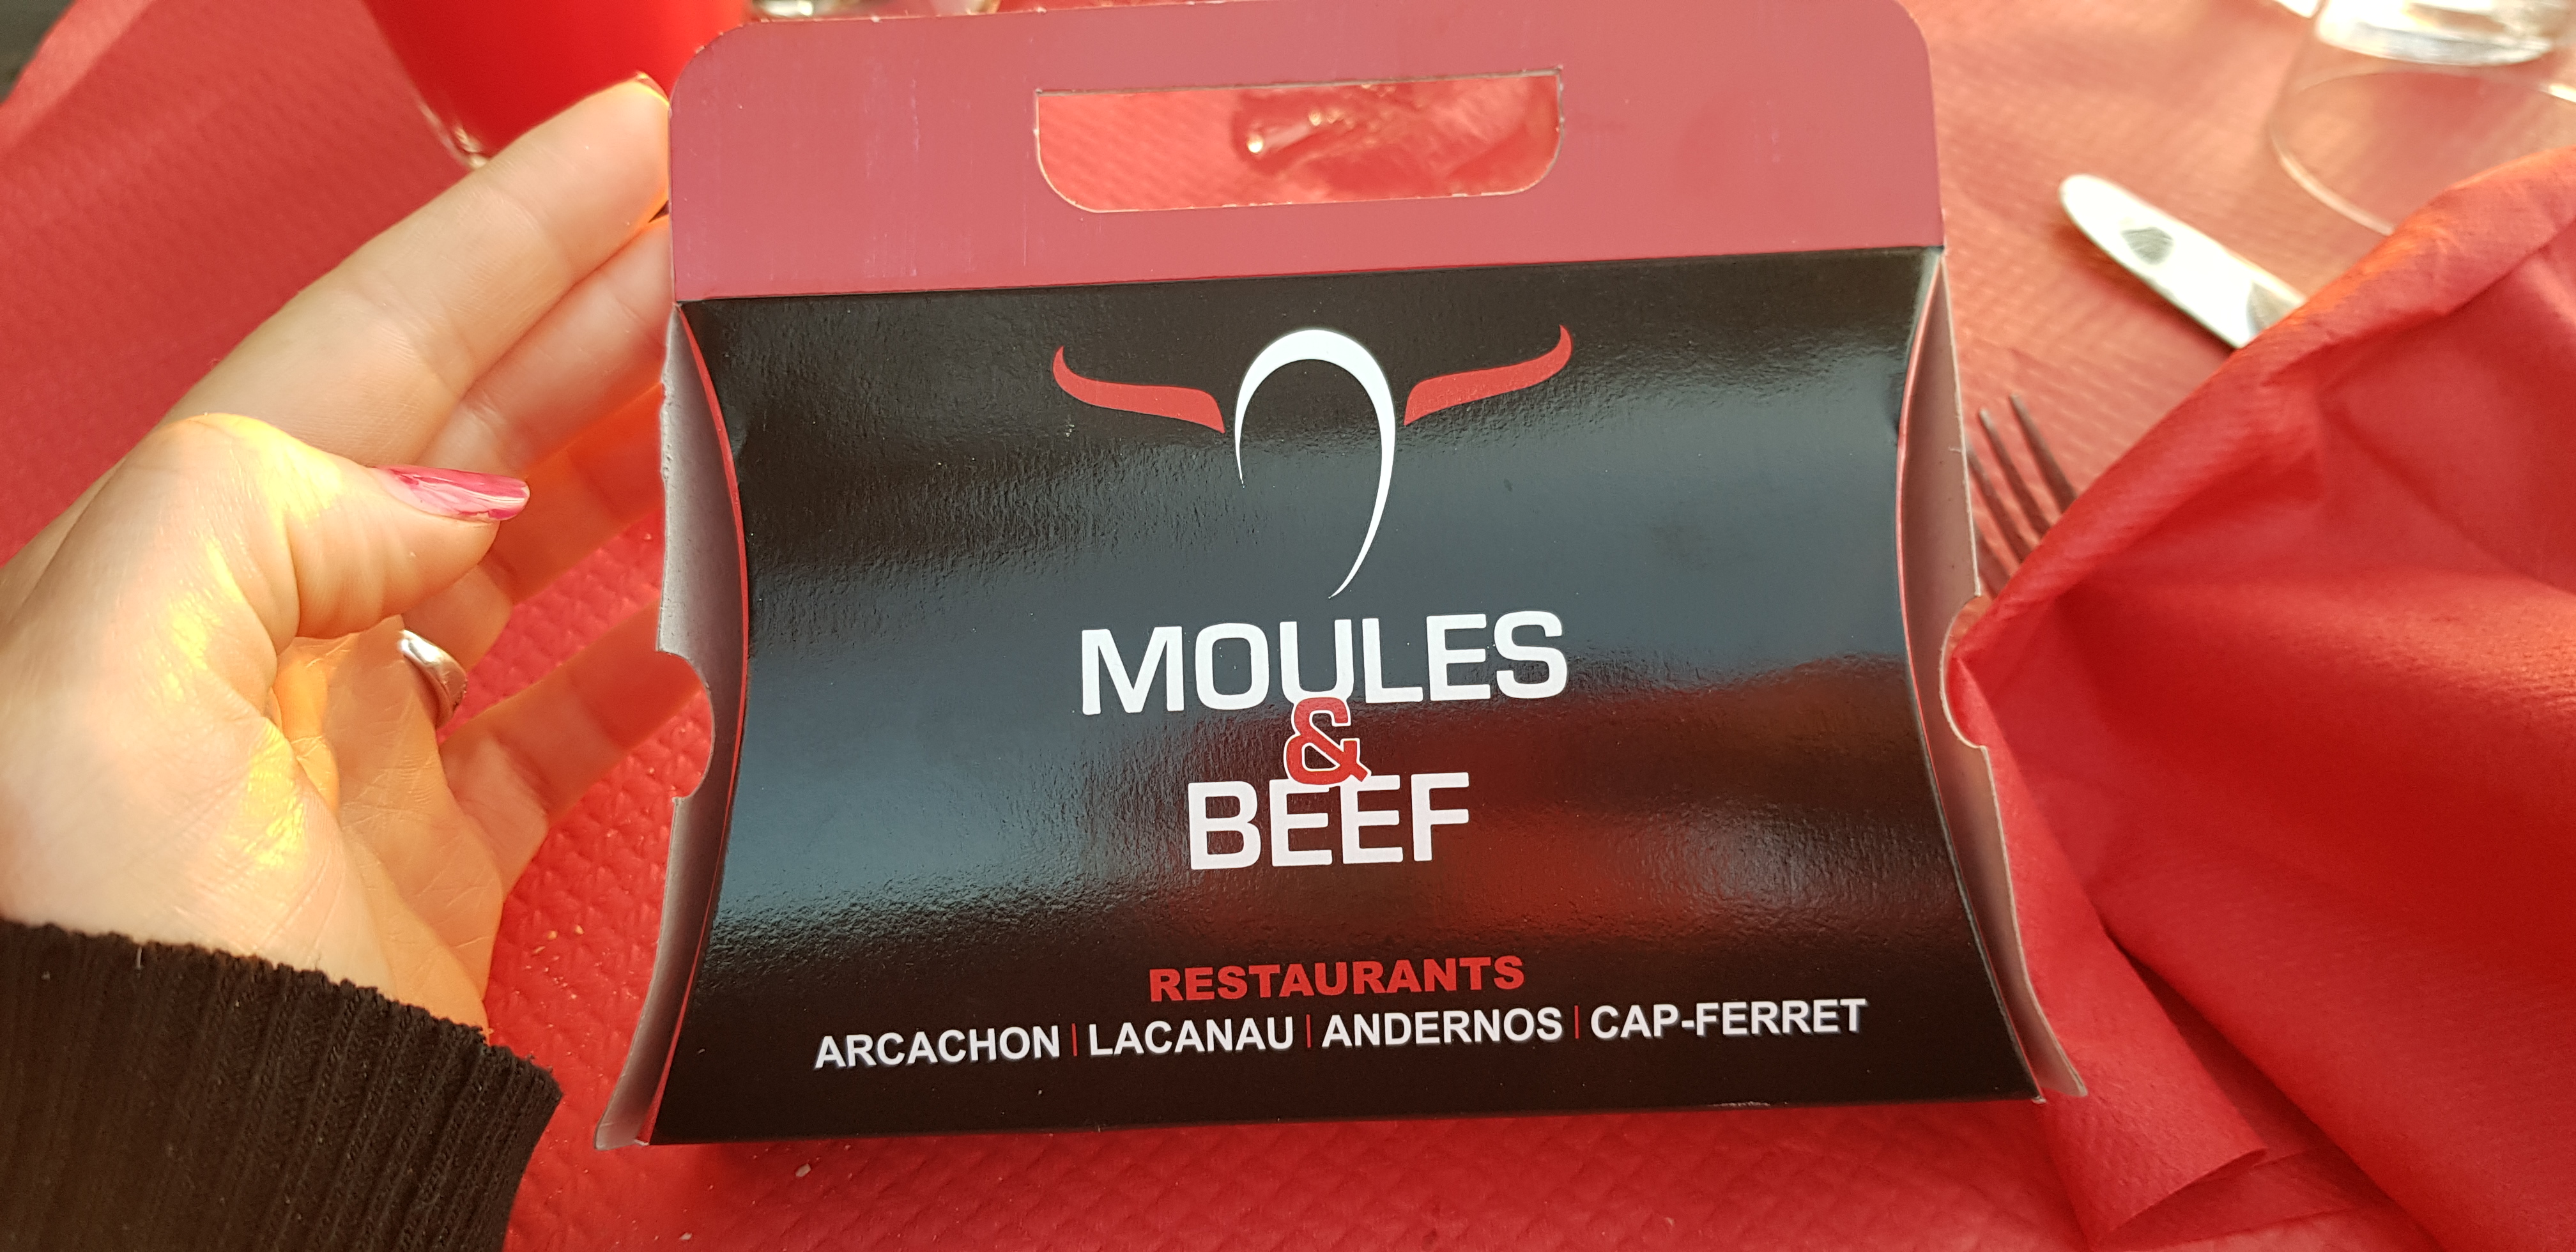 MOULES
&
BEEF
RESTAURANTS
ARCACHON | LACANAU | ANDERNOS | CAP-FERRET